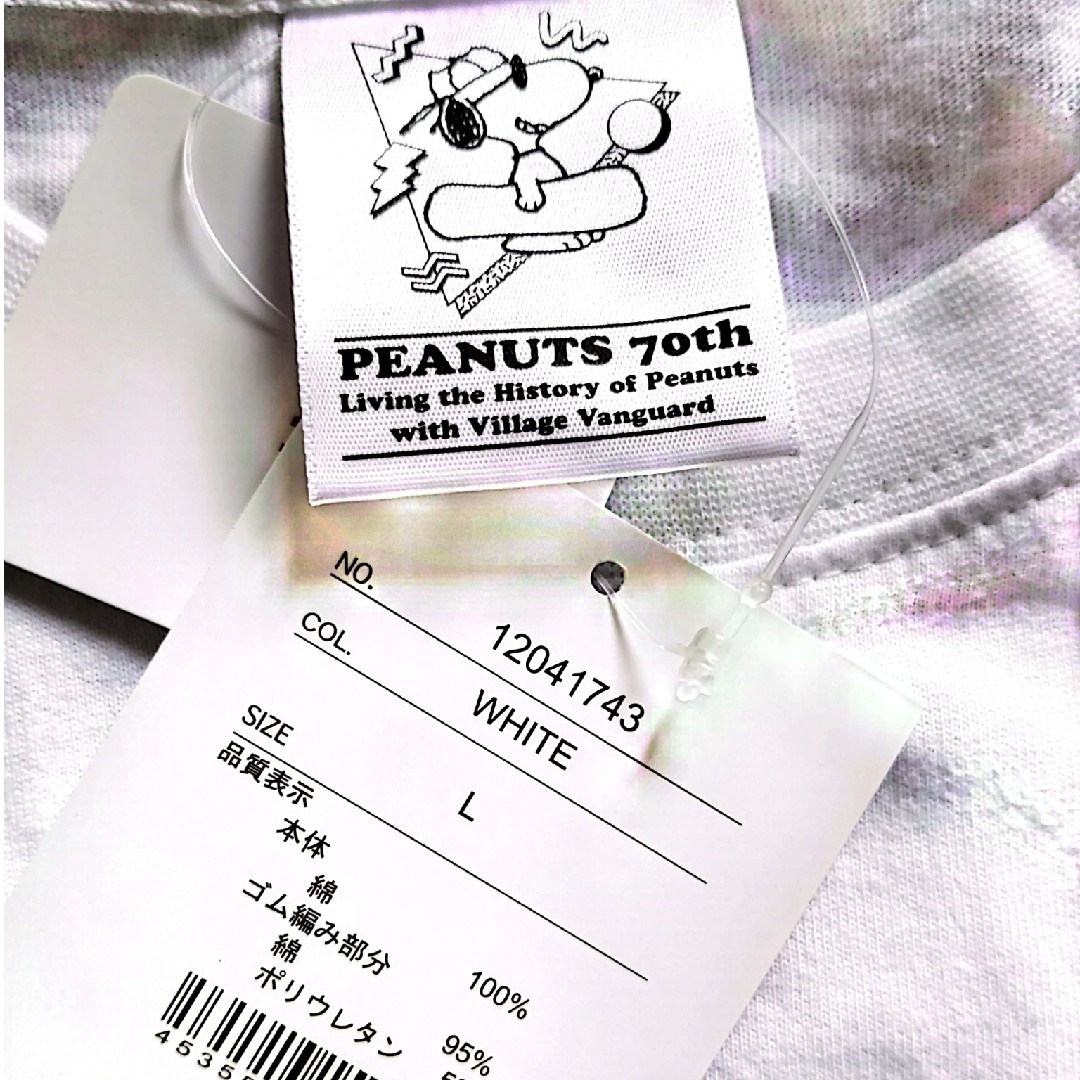 PEANUTS 70th
Living the History of Peanuts
with Village Vanguard
NO. 12041743
COL. WHITE
SIZE L
品質表示
本体
綿 100%
ゴム編み部分
綿 95%
ポリウレタン
4535